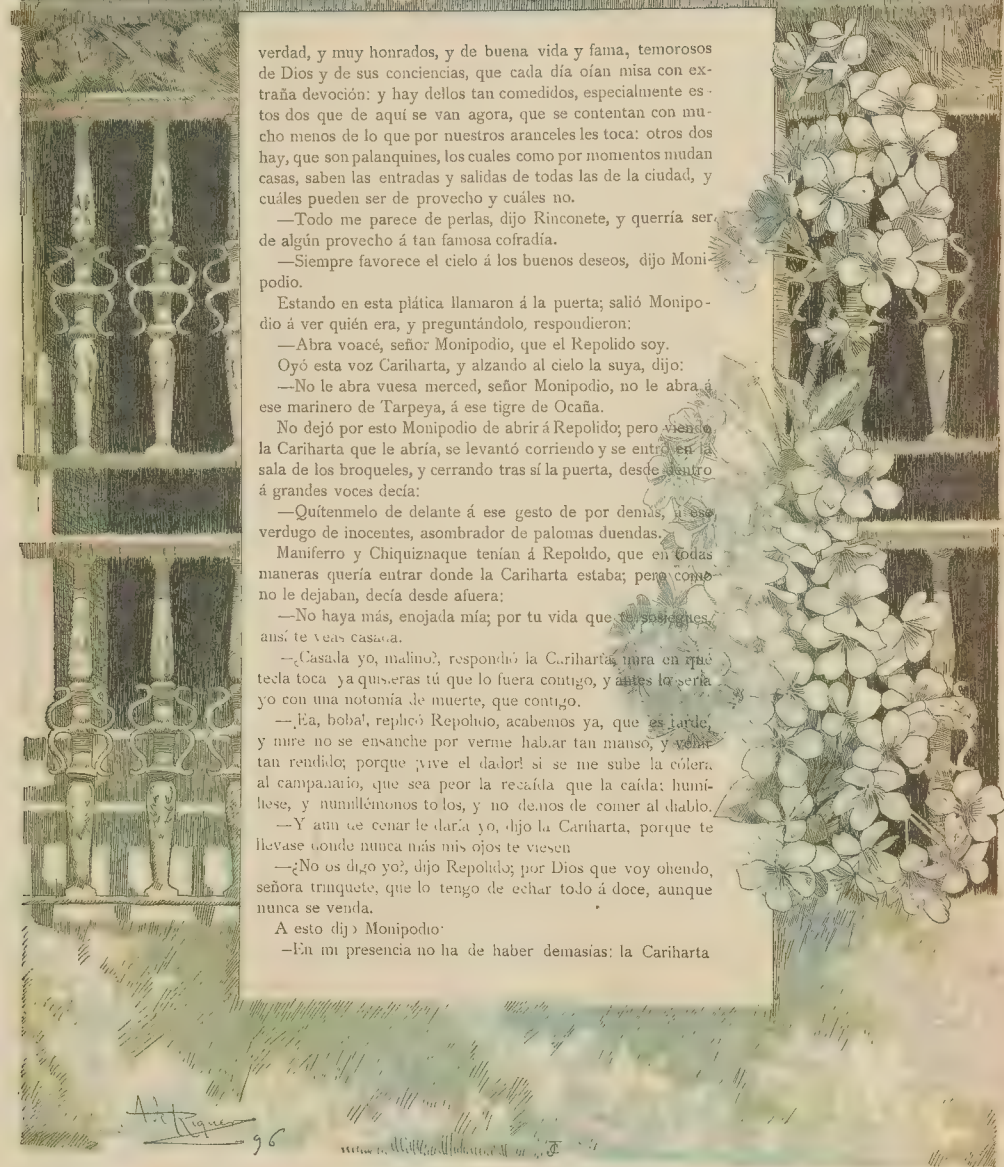 verdad, y muy honrados, y de buena vida y fama, temorosos
de Dios y de sus conciencias, que cada día oían misa con ex-
traña devoción: y hay dellos tan comedidos, especialmente es-
tos dos que de aquí se van agora, que se contentan con mu-
cho menos de lo que por nuestros aranceles les toca: otros dos
hay, que son palanquines, los cuales como por momentos mudan
casas, saben las entradas y salidas de todas las de la ciudad, y
cuáles pueden ser de provecho y cuáles no.
—Todo me parece de perlas, dijo Rinconete, y querría ser
de algún provecho á tan famosa cofradía.
—Siempre favorece el cielo á los buenos deseos, dijo Moni-
podio.
Estando en esta plática llamaron á la puerta; salió Monipo-
dio á ver quién era, y preguntándolo, respondieron:
—Abra voacé, señor Monipodio, que el Repolido soy.
Oyó esta voz Cariharta, y alzando al cielo la suya, dijo:
—No le abra vuesa merced, señor Monipodio, no le abra á
ese marinero de Tarpeya, á ese tigre de Ocaña.
No dejó por esto Monipodio de abrir á Repolido; pero viendo
la Cariharta que le abría, se levantó corriendo y se entró en la
sala de los broqueles, y cerrando tras sí la puerta, desde dentro
á grandes voces decía:
—Quítenmelo de delante á ese gesto de por demás, á ese
verdugo de inocentes, asombrador de palomas duendas.
Maniferro y Chiquiznaque tenían á Repolido, que en todas
maneras quería entrar donde la Cariharta estaba; pero como
no le dejaban, decía desde afuera:
—No haya más, enojada mía; por tu vida que te sosiegues,
ansí te veas casada.
—¿Casada yo, malino?, respondió la Cariharta; mira en qué
tecla toca ya quisieras tú que lo fuera contigo, y antes lo sería
yo con una notomía de muerte, que contigo.
—¡Ea, boba!, replicó Repolido, acabemos ya, que es tarde,
y mire no se ensanche por verme hablar tan manso, y venir
tan rendido; porque ¡vive el dador! si se me sube la cólera
al campanario, que sea peor la recaída que la caída: humí-
llese, y humillémonos todos, y no demos de comer al diablo.
—Y aun de cenar le daría yo, dijo la Cariharta, porque te
llevase donde nunca más mis ojos te viesen
—¿No os digo yo?, dijo Repolido; por Dios que voy oliendo,
señora trinquete, que lo tengo de echar todo á doce, aunque
nunca se venda.
A esto dijo Monipodio:
—En mi presencia no ha de haber demasías: la Cariharta
A. de Riquer
96